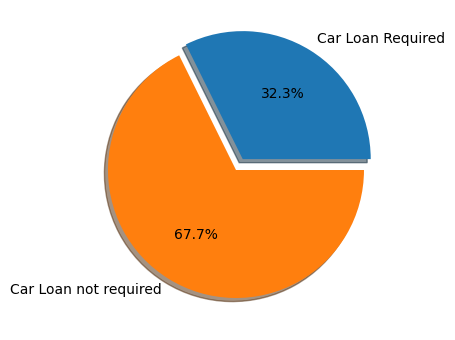 Car Loan Required
32.3%
67.7%
Car Loan not required